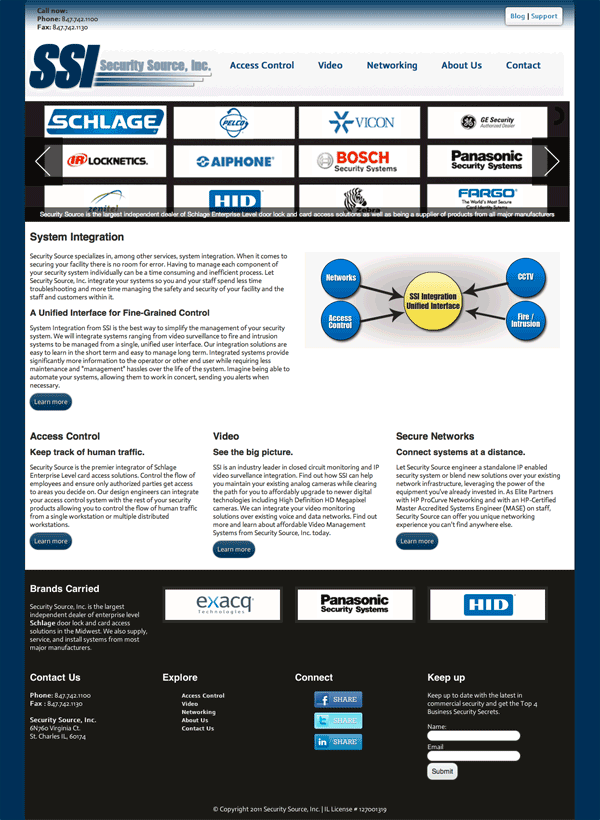 Call now:
Phone: 847.742.1100
Fax: 847.742.1130
Blog | Support
SSI Security Source, Inc.
Access Control Video Networking About Us Contact
SCHLAGE PELCO VICON GE Security
Authorized Dealer
IR LOCKNETICS. AIPHONE BOSCH Panasonic
Security Systems Security Systems
zenitel HID Zebra FARGO
The World's Most Secure
Card Identity Systems
Security Source is the largest independent dealer of Schlage Enterprise Level door lock and card access solutions as well as being a supplier of products from all major manufacturers
System Integration
Security Source specializes in, among other services, system integration. When it comes to
securing your facility there is no room for error. Having to manage each component of
your security system individually can be a time consuming and inefficient process. Let
Security Source, Inc. integrate your systems so you and your staff spend less time
troubleshooting and more time managing the safety and security of your facility and the
staff and customers within it.
Networks
CCTV
SSI Integration
Unified Interface
Access
Control
Fire /
Intrusion
A Unified Interface for Fine-Grained Control
System Integration from SSI is the best way to simplify the management of your security
system. We will integrate systems ranging from video survaillance to fire and intrusion
systems to be managed from a single, unified user interface. Our integration solutions are
easy to learn in the short term and easy to manage long term. Integrated systems provide
significantly more information to the operator or other end user while requiring less
maintenance and "management" hassles over the life of the system. Imagine being able to
automate your systems, allowing them to work in concert, sending you alerts when
necessary.
Learn more
Access Control
Keep track of human traffic.
Security Source is the premier integrator of Schlage
Enterprise Level card access solutions. Control the flow of
employees and ensure only authorized parties get access
to areas you decide on. Our design engineers can integrate
your access control system with the rest of your security
products allowing you to control the flow of human traffic
from a single workstation or multiple distributed
workstations.
Learn more
Video
See the big picture.
SSI is an industry leader in closed circuit monitoring and IP
video survaillance integration. Find out how SSI can help
you maintain your existing analog cameras while clearing
the path for you to affordably upgrade to newer digital
technologies including High Definition HD Megapixel
cameras. We can integrate your video monitoring
solutions over existing voice and data networks. Find out
more and learn about affordable Video Management
Systems from Security Source, Inc. today.
Learn more
Secure Networks
Connect systems at a distance.
Let Security Source engineer a standalone IP enabled
security system or blend new solutions over your existing
network infrastructure, leveraging the power of the
equipment you've already invested in. As Elite Partners
with HP ProCurve Networking and with an HP-Certified
Master Accredited Systems Engineer (MASE) on staff,
Security Source can offer you unique networking
experience you can't find anywhere else.
Learn more
Brands Carried
Security Source, Inc. is the largest
independent dealer of enterprise level
Schlage door lock and card access
solutions in the Midwest. We also supply,
service, and install systems from most
major manufacturers.
exacq
Technologies
Panasonic
Security Systems
HID
Contact Us
Phone: 847.742.1100
Fax : 847.742.1130
Security Source, Inc.
6N760 Virginia Ct.
St. Charles IL, 60174
Explore
Access Control
Video
Networking
About Us
Contact Us
Connect
f SHARE
t SHARE
in SHARE
Keep up
Keep up to date with the latest in
commercial security and get the Top 4
Business Security Secrets.
Name:
Email
Submit
© Copyright 2011 Security Source, Inc. | IL License # 127001319